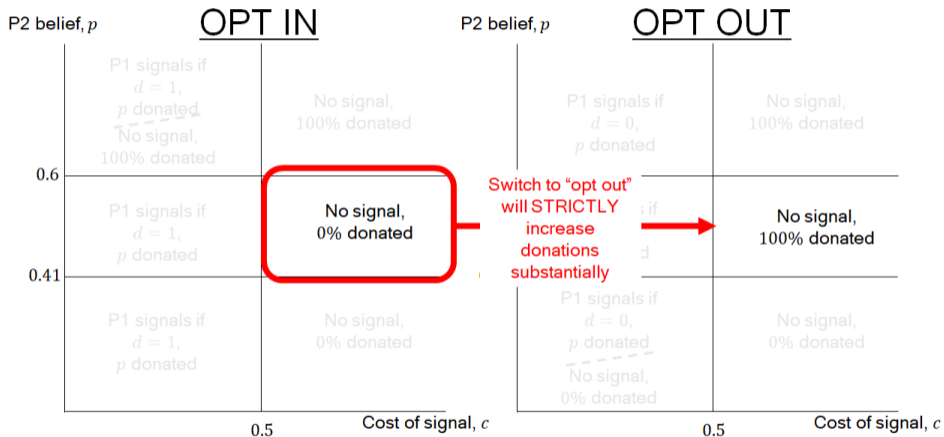 OPT IN
P2 belief, p
P1 signals if
d = 1,
p donated
No signal,
100% donated
No signal,
100% donated
0.6
P1 signals if
d = 1,
p donated
No signal,
0% donated
0.41
P1 signals if
d = 1,
p donated
No signal,
0% donated
0.5
Cost of signal, c
Switch to “opt out”
will STRICTLY
increase
donations
substantially
OPT OUT
P2 belief, p
P1 signals if
d = 0,
p donated
No signal,
100% donated
if
d
No signal,
100% donated
P1 signals if
d = 0,
p donated
No signal,
0% donated
No signal,
0% donated
0.5
Cost of signal, c